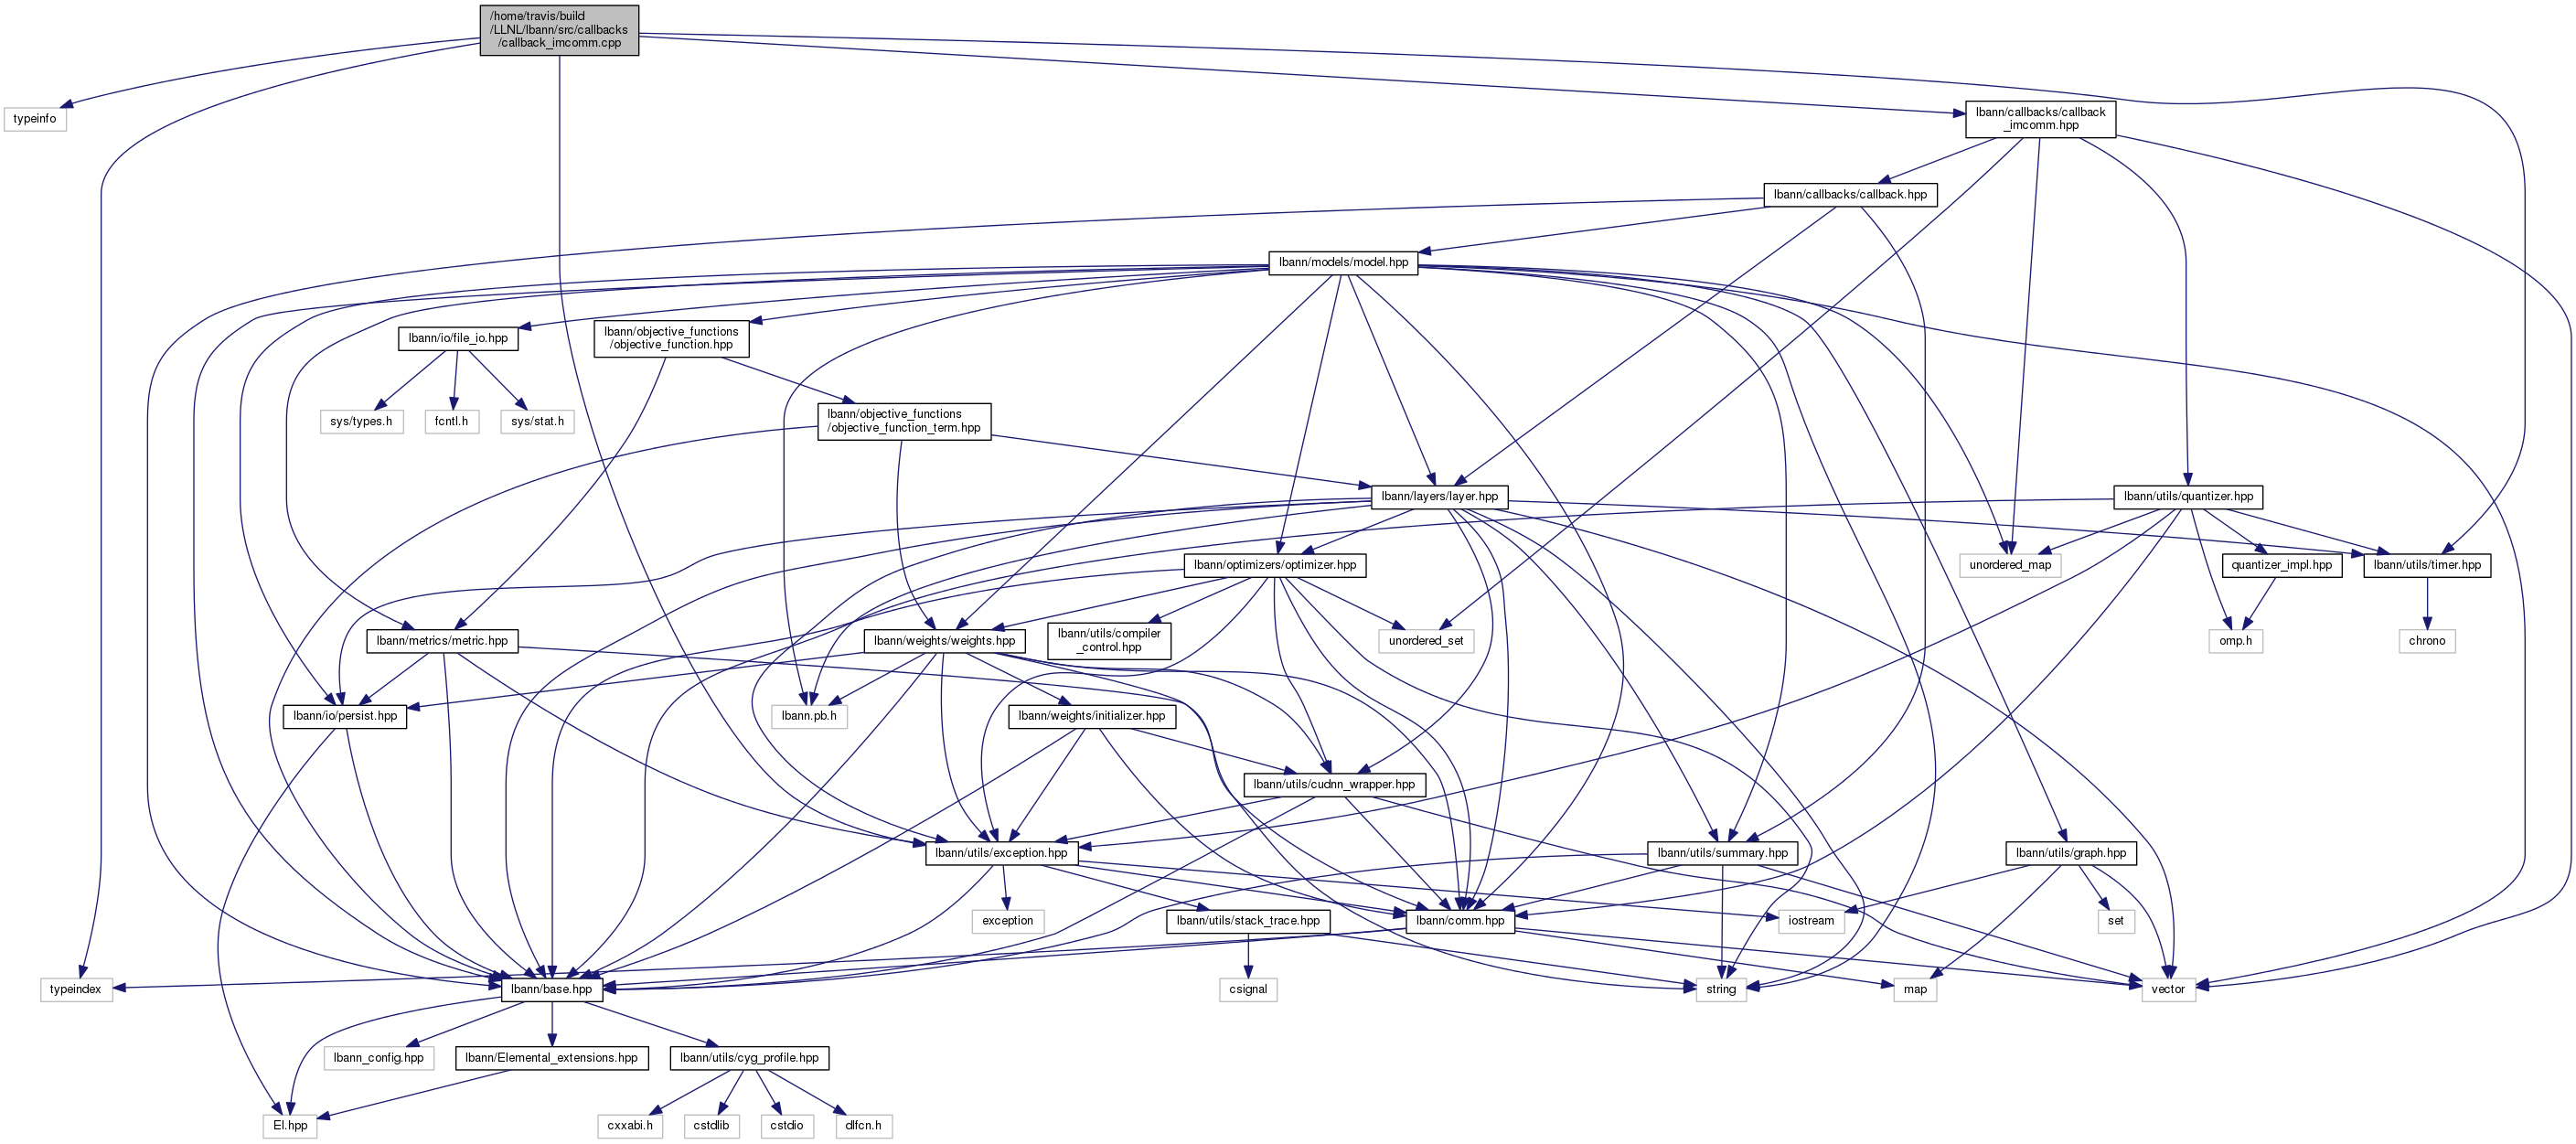 /home/travis/build
/LLNL/lbann/src/callbacks
/callback_imcomm.cpp
typeinfo
lbann/callbacks/callback
_imcomm.hpp
lbann/callbacks/callback.hpp
lbann/models/model.hpp
lbann/io/file_io.hpp
lbann/objective_functions
/objective_function.hpp
sys/types.h
fcntl.h
sys/stat.h
lbann/objective_functions
/objective_function_term.hpp
lbann/layers/layer.hpp
lbann/utils/quantizer.hpp
lbann/optimizers/optimizer.hpp
unordered_map
quantizer_impl.hpp
lbann/utils/timer.hpp
lbann/metrics/metric.hpp
lbann/weights/weights.hpp
lbann/utils/compiler
_control.hpp
unordered_set
omp.h
chrono
lbann/io/persist.hpp
lbann.pb.h
lbann/weights/initializer.hpp
lbann/utils/cudnn_wrapper.hpp
lbann/utils/exception.hpp
lbann/utils/summary.hpp
lbann/utils/graph.hpp
exception
lbann/utils/stack_trace.hpp
lbann/comm.hpp
iostream
set
typeindex
lbann/base.hpp
csignal
string
map
vector
lbann_config.hpp
lbann/Elemental_extensions.hpp
lbann/utils/cyg_profile.hpp
El.hpp
cxxabi.h
cstdlib
cstdio
dlfcn.h